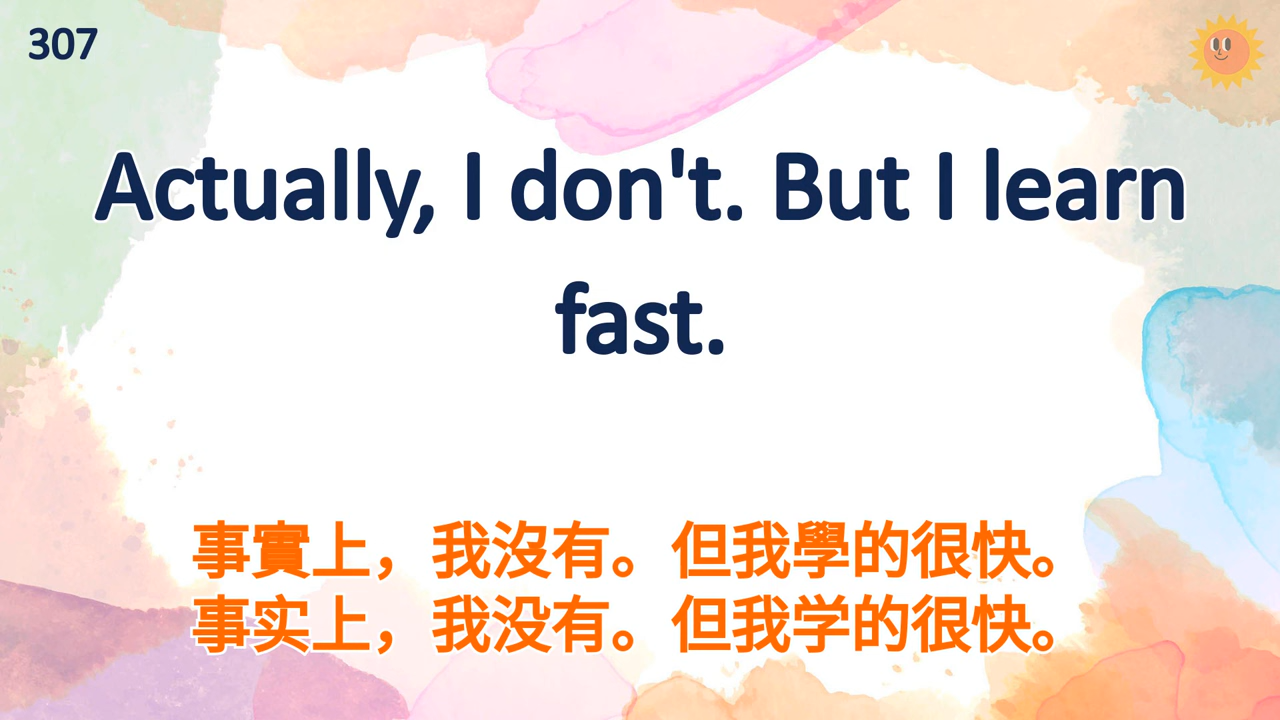 307
Actually, I don't. But I learn
fast.
事實上，我沒有。但我學的很快。
事实上，我没有。但我学的很快。